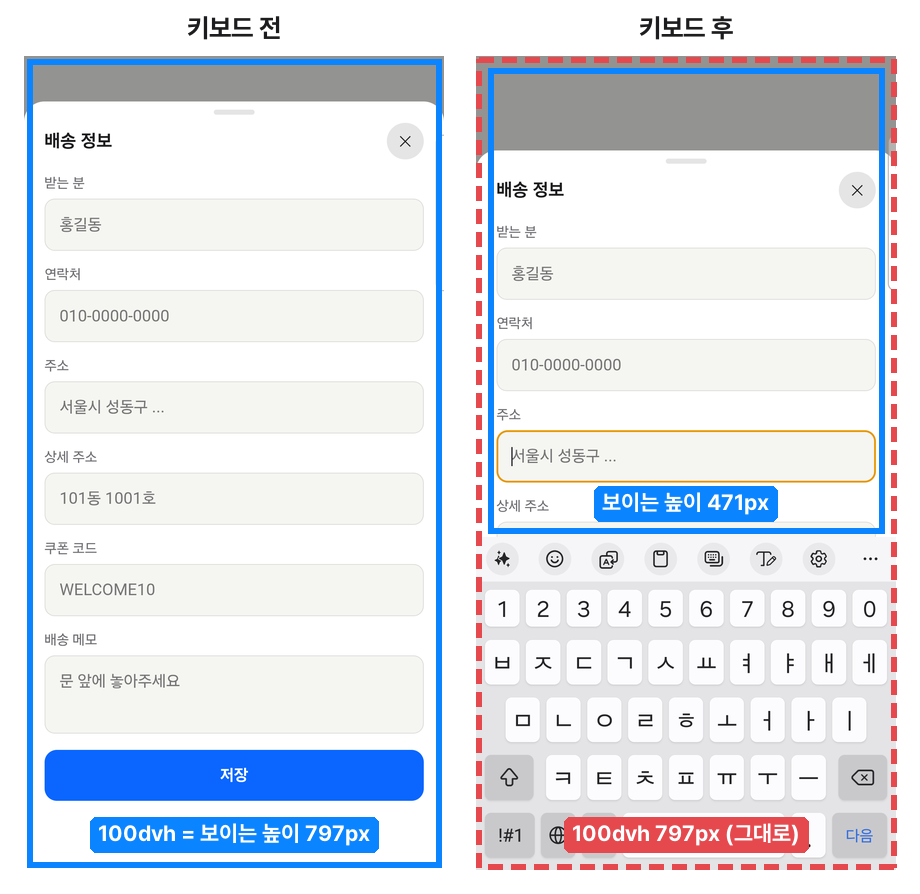 키보드 전
배송 정보
받는 분
홍길동
연락처
010-0000-0000
주소
서울시 성동구 ...
상세 주소
101동 1001호
쿠폰 코드
WELCOME10
배송 메모
문 앞에 놓아주세요
저장
100dvh = 보이는 높이 797px
키보드 후
배송 정보
받는 분
홍길동
연락처
010-0000-0000
주소
서울시 성동구 ...
상세 주소
보이는 높이 471px
1 2 3 4 5 6 7 8 9 0
ㅂ ㅈ ㄷ ㄱ ㅅ ㅛ ㅕ ㅑ ㅐ ㅔ
ㅁ ㄴ ㅇ ㄹ ㅎ ㅗ ㅓ ㅏ ㅣ
ㅋ ㅌ ㅊ ㅍ ㅠ ㅜ ㅡ
!#1 100dvh 797px (그대로) . 다음